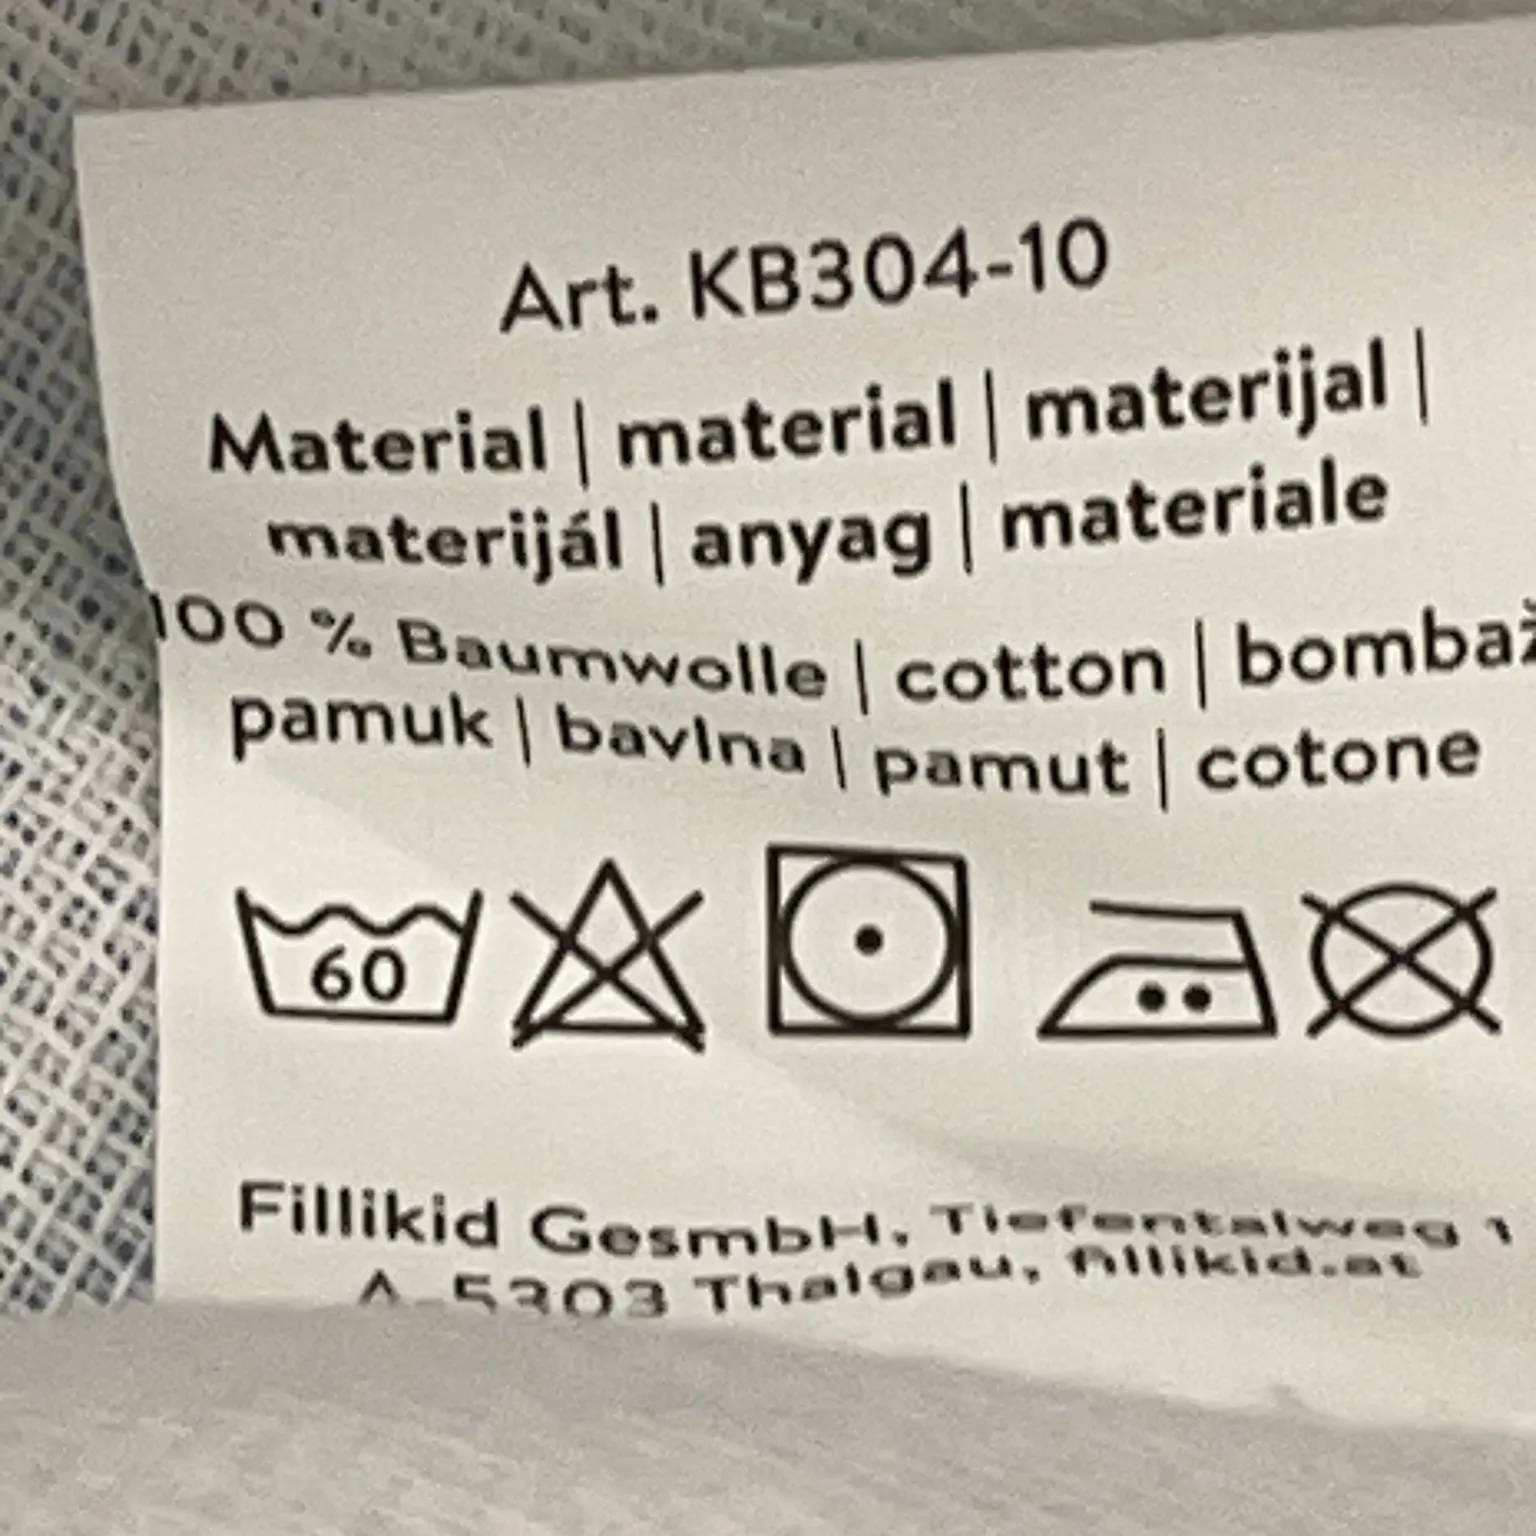 Art. KB304-10
Material | material | materijal |
materijál | anyag | materiale
100 % Baumwolle | cotton | bombaž
pamuk | bavlna | pamut | cotone
60
Fillikid GesmbH, Tiefentalweg 1
A-5303 Thalgau, fillikid.at